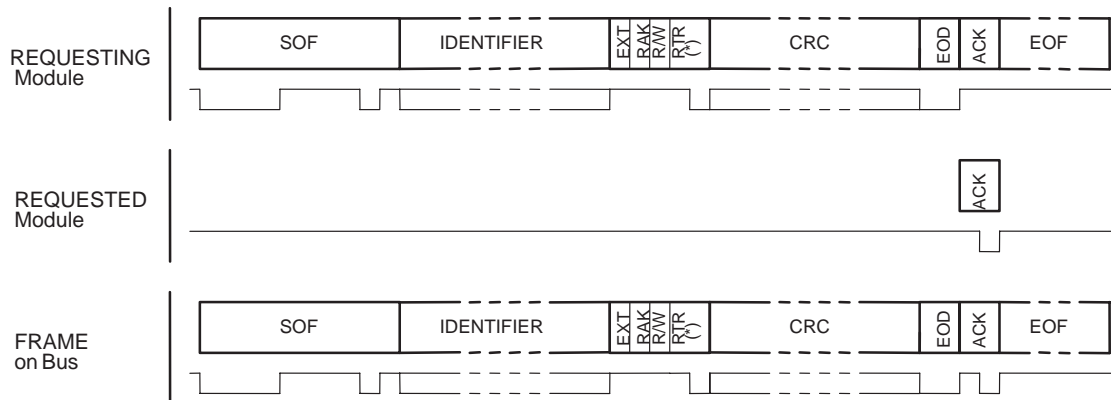 REQUESTING
Module
SOF
IDENTIFIER
EXT
RAK
R/W
RTR
(*)
CRC
EOD
ACK
EOF
REQUESTED
Module
ACK
FRAME
on Bus
SOF
IDENTIFIER
EXT
RAK
R/W
RTR
(*)
CRC
EOD
ACK
EOF